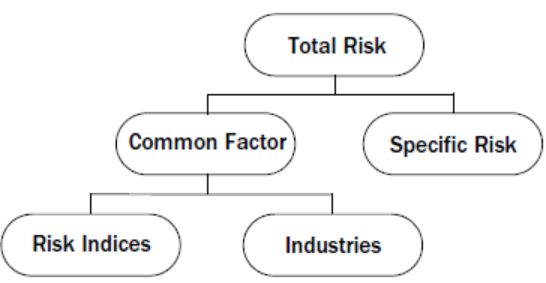 Total Risk
Common Factor
Specific Risk
Risk Indices
Industries